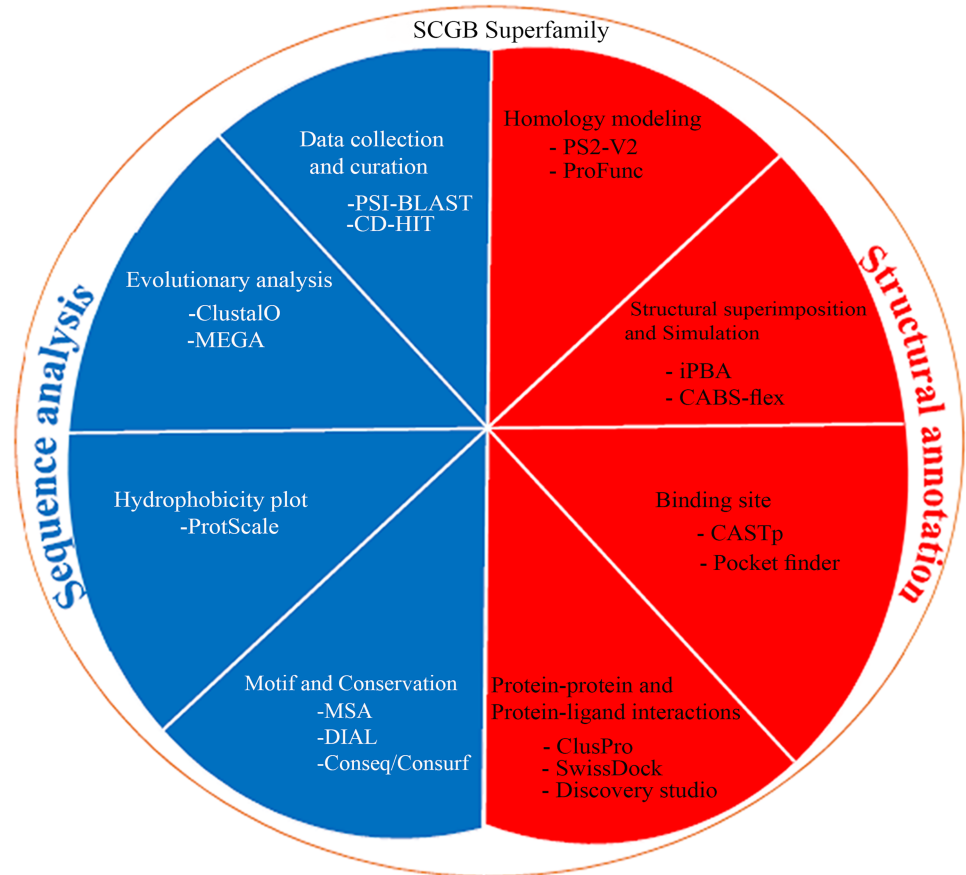 SCGB Superfamily
Sequence analysis
Data collection
and curation
-PSI-BLAST
-CD-HIT
Evolutionary analysis
-ClustalO
-MEGA
Hydrophobicity plot
-ProtScale
Motif and Conservation
-MSA
-DIAL
-Conseq/Consurf
Homology modeling
- PS2-V2
- ProFunc
Structural superimposition
and Simulation
- iPBA
- CABS-flex
Binding site
- CASTp
- Pocket finder
Protein-protein and
Protein-ligand interactions
- ClusPro
- SwissDock
- Discovery studio
Structural annotation